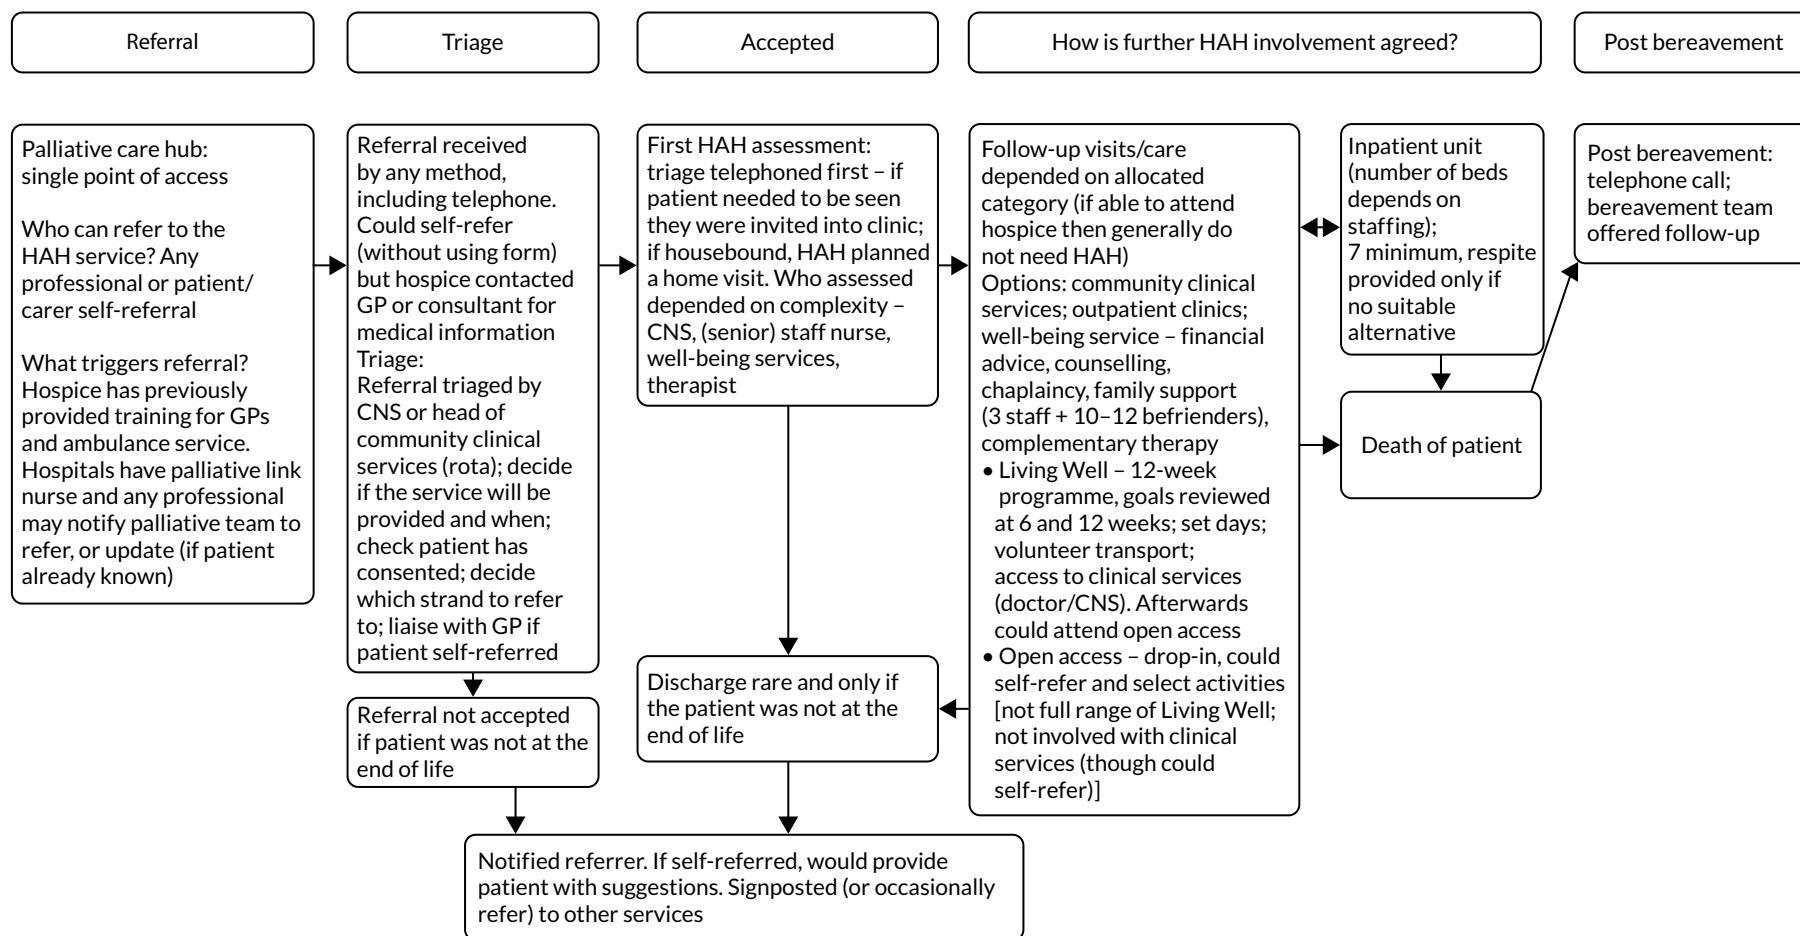 Referral
Triage
Accepted
How is further HAH involvement agreed?
Post bereavement
Palliative care hub:
single point of access
Who can refer to the
HAH service? Any
professional or patient/
carer self-referral
What triggers referral?
Hospice has previously
provided training for GPs
and ambulance service.
Hospitals have palliative link
nurse and any professional
may notify palliative team to
refer, or update (if patient
already known)
Referral received
by any method,
including telephone.
Could self-refer
(without using form)
but hospice contacted
GP or consultant for
medical information
Triage:
Referral triaged by
CNS or head of
community clinical
services (rota); decide
if the service will be
provided and when;
check patient has
consented; decide
which strand to refer
to; liaise with GP if
patient self-referred
Referral not accepted
if patient was not at the
end of life
First HAH assessment:
triage telephoned first – if
patient needed to be seen
they were invited into clinic;
if housebound, HAH planned
a home visit. Who assessed
depended on complexity –
CNS, (senior) staff nurse,
well-being services,
therapist
Discharge rare and only if
the patient was not at the
end of life
Notified referrer. If self-referred, would provide
patient with suggestions. Signposted (or occasionally
refer) to other services
Follow-up visits/care
depended on allocated
category (if able to attend
hospice then generally do
not need HAH)
Options: community clinical
services; outpatient clinics;
well-being service – financial
advice, counselling,
chaplaincy, family support
(3 staff + 10–12 befrienders),
complementary therapy
• Living Well – 12-week
programme, goals reviewed
at 6 and 12 weeks; set days;
volunteer transport;
access to clinical services
(doctor/CNS). Afterwards
could attend open access
• Open access – drop-in, could
self-refer and select activities
[not full range of Living Well;
not involved with clinical
services (though could
self-refer)]
Inpatient unit
(number of beds
depends on
staffing);
7 minimum, respite
provided only if
no suitable
alternative
Death of patient
Post bereavement:
telephone call;
bereavement team
offered follow-up